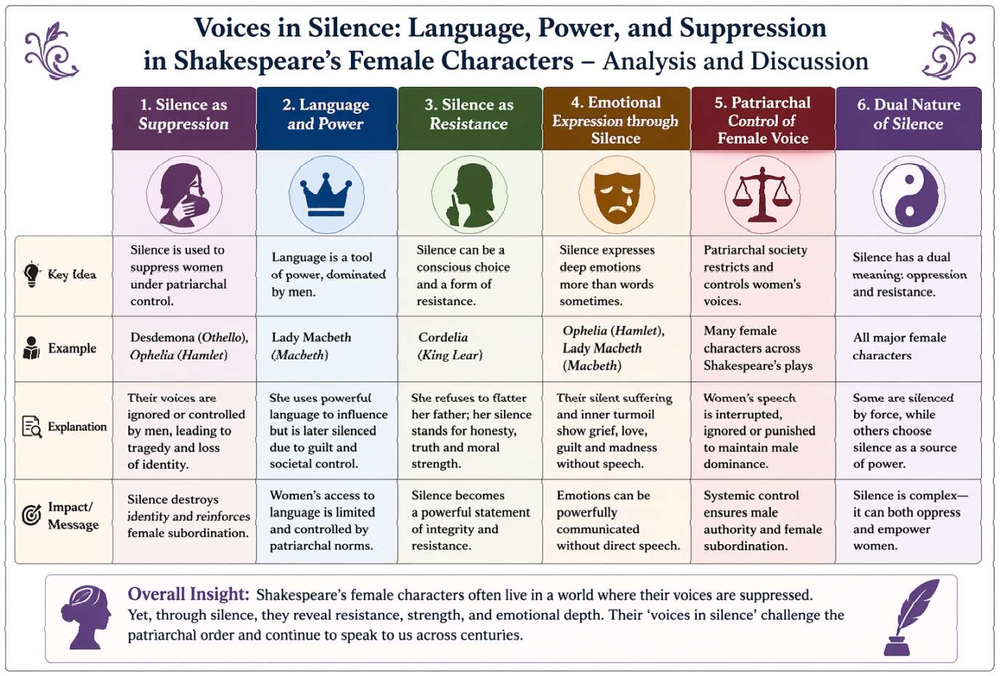 Voices in Silence: Language, Power, and Suppression
in Shakespeare's Female Characters – Analysis and Discussion
1. Silence as
Suppression
2. Language
and Power
3. Silence as
Resistance
4. Emotional
Expression through
Silence
5. Patriarchal
Control of
Female Voice
6. Dual Nature
of Silence
Key Idea
Silence is used to
suppress women
under patriarchal
control.
Language is a tool
of power, dominated
by men.
Silence can be a
conscious choice
and a form of
resistance.
Silence expresses
deep emotions
more than words
sometimes.
Patriarchal society
restricts and
controls women's
voices.
Silence has a dual
meaning: oppression
and resistance.
Example
Desdemona (Othello),
Ophelia (Hamlet)
Lady Macbeth
(Macbeth)
Cordelia
(King Lear)
Ophelia (Hamlet),
Lady Macbeth
(Macbeth)
Many female
characters across
Shakespeare's plays
All major female
characters
Explanation
Their voices are
ignored or controlled
by men, leading to
tragedy and loss
of identity.
She uses powerful
language to influence
but is later silenced
due to guilt and
societal control.
She refuses to flatter
her father; her silence
stands for honesty,
truth and moral
strength.
Their silent suffering
and inner turmoil
show grief, love,
guilt and madness
without speech.
Women's speech
is interrupted,
ignored or punished
to maintain male
dominance.
Some are silenced
by force, while
others choose
silence as a source
of power.
Impact/
Message
Silence destroys
identity and reinforces
female subordination.
Women's access to
language is limited
and controlled by
patriarchal norms.
Silence becomes
a powerful statement
of integrity and
resistance.
Emotions can be
powerfully
communicated
without direct speech.
Systemic control
ensures male
authority and female
subordination.
Silence is complex—
it can both oppress
and empower
women.
Overall Insight: Shakespeare's female characters often live in a world where their voices are suppressed.
Yet, through silence, they reveal resistance, strength, and emotional depth. Their 'voices in silence' challenge the
patriarchal order and continue to speak to us across centuries.